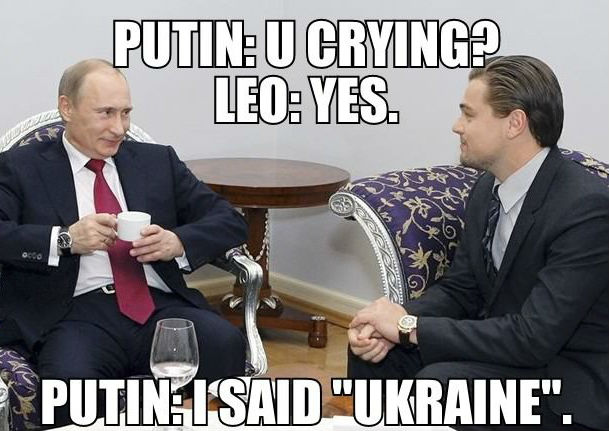 PUTIN: U CRYING?
LEO: YES.
PUTIN: I SAID "UKRAINE".